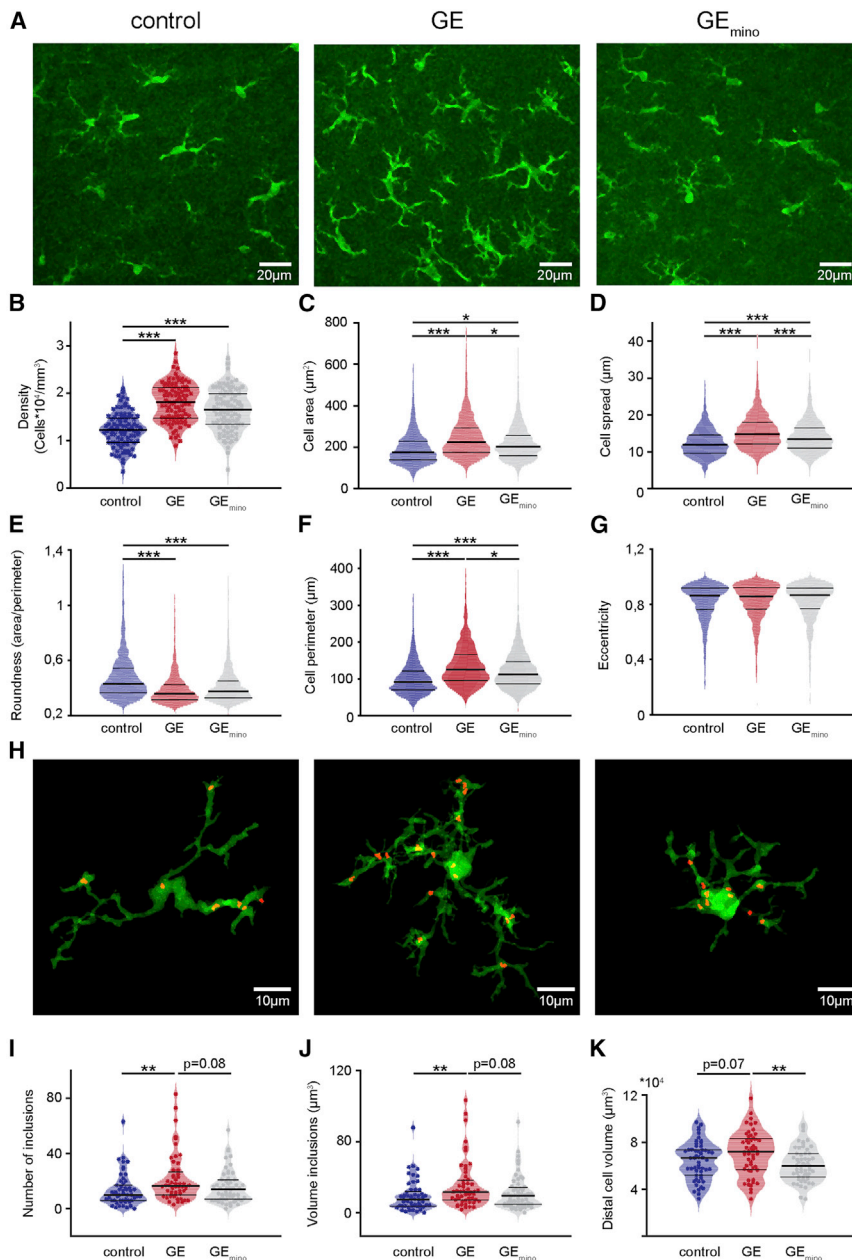 A
control
GE
GEmino
20µm
20µm
20µm
B
C
D
***
***
Density
(Cells*10⁴/mm³)
3
2
1
0
control
GE
GEmino
*
***
*
Cell area (µm²)
800
600
400
200
0
control
GE
GEmino
***
***
***
Cell spread (µm)
40
30
20
10
0
control
GE
GEmino
E
F
G
***
***
Roundness (area/perimeter)
1,4
1
0,6
0,2
control
GE
GEmino
***
***
*
Cell perimeter (µm)
400
300
200
100
0
control
GE
GEmino
Eccentricity
1,2
0,8
0,4
0
control
GE
GEmino
H
10µm
10µm
10µm
I
J
K
**
p=0.08
Number of inclusions
80
40
0
control
GE
GEmino
**
p=0.08
Volume inclusions (µm³)
120
80
40
0
control
GE
GEmino
p=0.07
**
*10⁴
Distal cell volume (µm³)
12
8
4
control
GE
GEmino